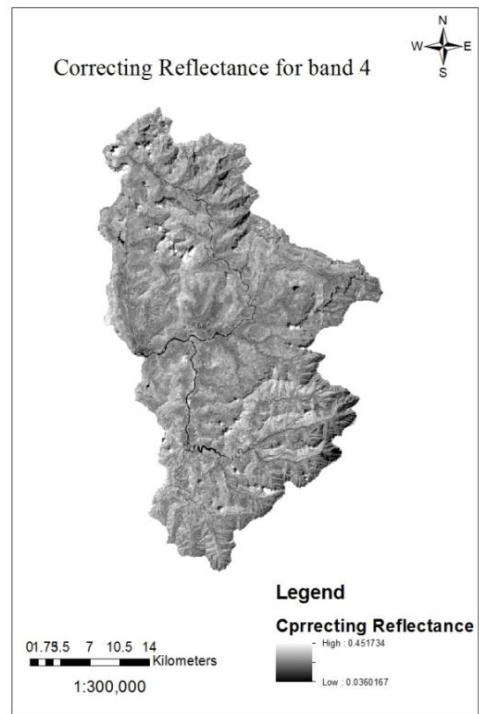 N
W E
S
Correcting Reflectance for band 4
Legend
Cprrecting Reflectance
High : 0.451734
Low : 0.0360167
01.753.5 7 10.5 14
Kilometers
1:300,000